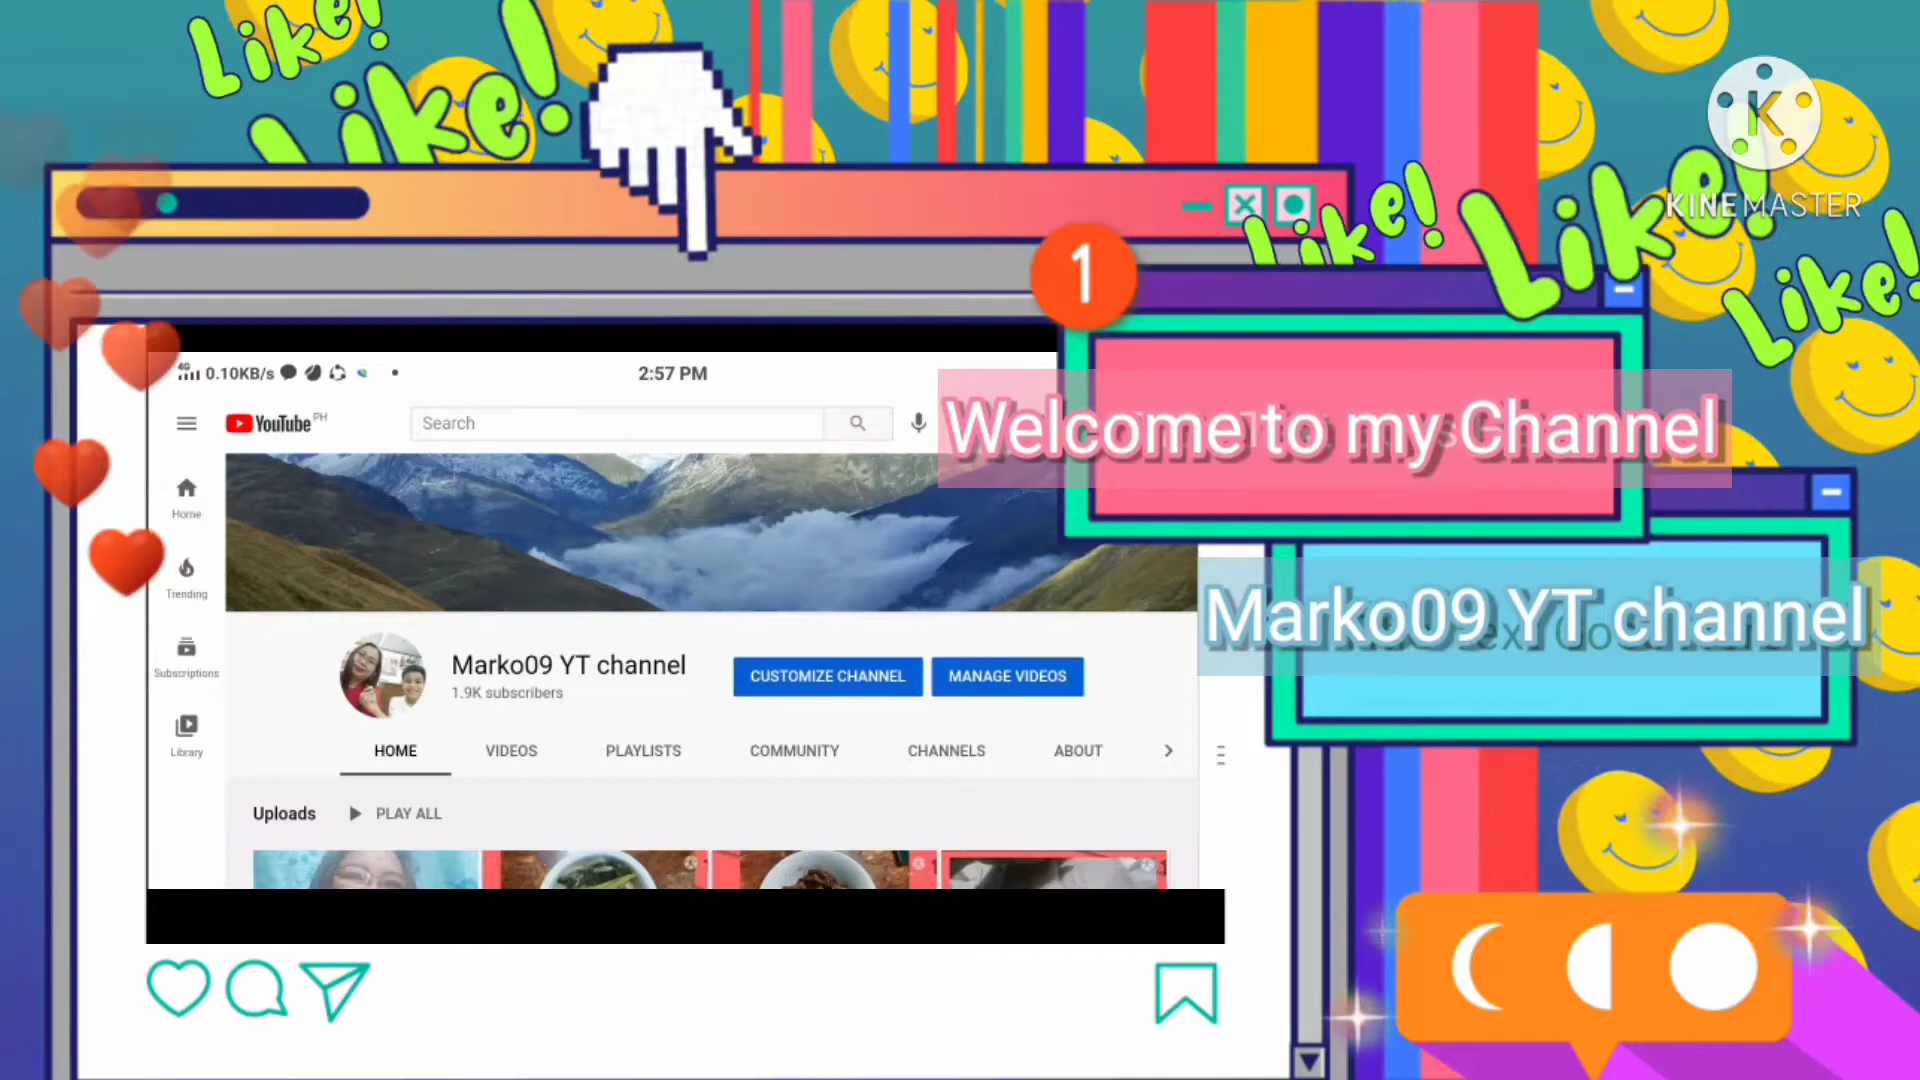 Like!
Like!
KINEMASTER
Like!
Like!
Like!
1
4G 0.10KB/s
2:57 PM
YouTube PH
Search
Welcome to my Channel
Home
Trending
Subscriptions
Library
Marko09 YT channel
Marko09 YT channel
1.9K subscribers
CUSTOMIZE CHANNEL
MANAGE VIDEOS
HOME
VIDEOS
PLAYLISTS
COMMUNITY
CHANNELS
ABOUT
Uploads
PLAY ALL